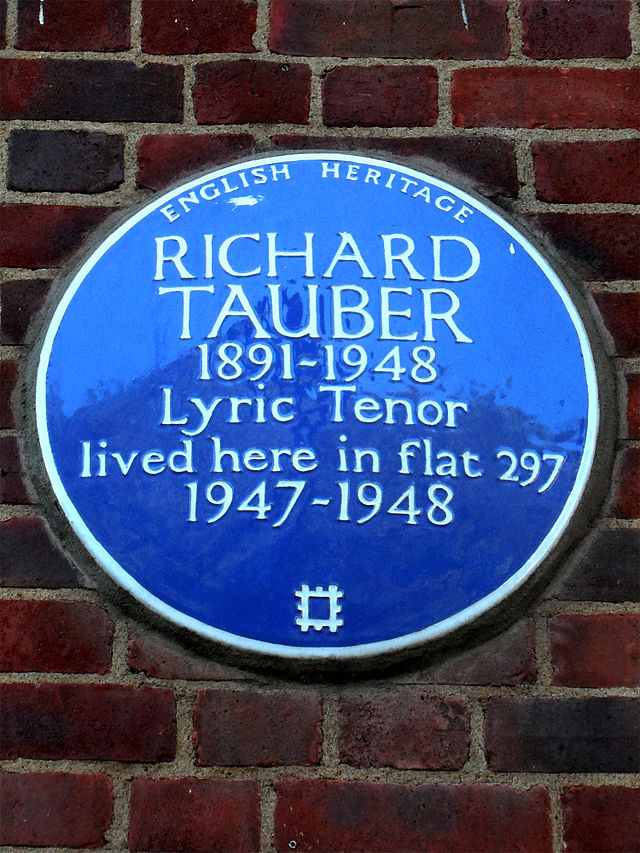 ENGLISH HERITAGE
RICHARD
TAUBER
1891-1948
Lyric Tenor
lived here in flat 297
1947-1948